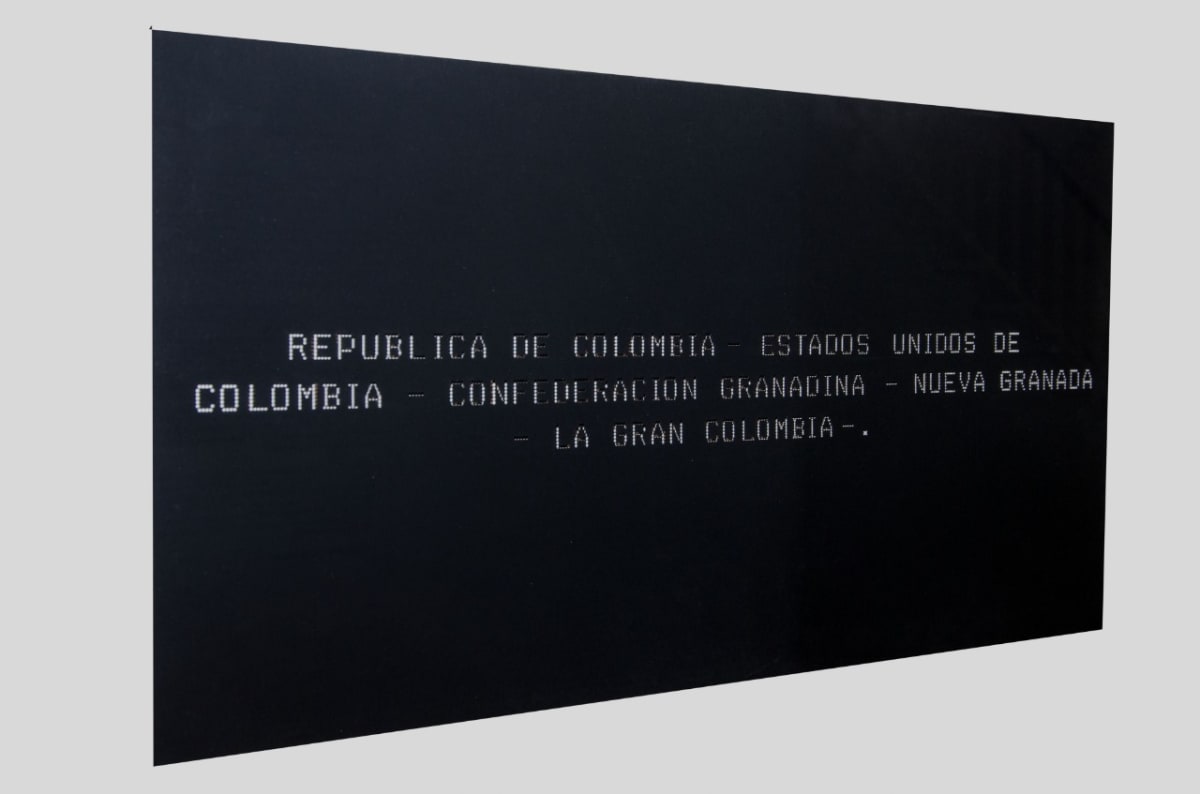 REPUBLICA DE COLOMBIA - ESTADOS UNIDOS DE
COLOMBIA - CONFEDERACION GRANADINA - NUEVA GRANADA
- LA GRAN COLOMBIA -.